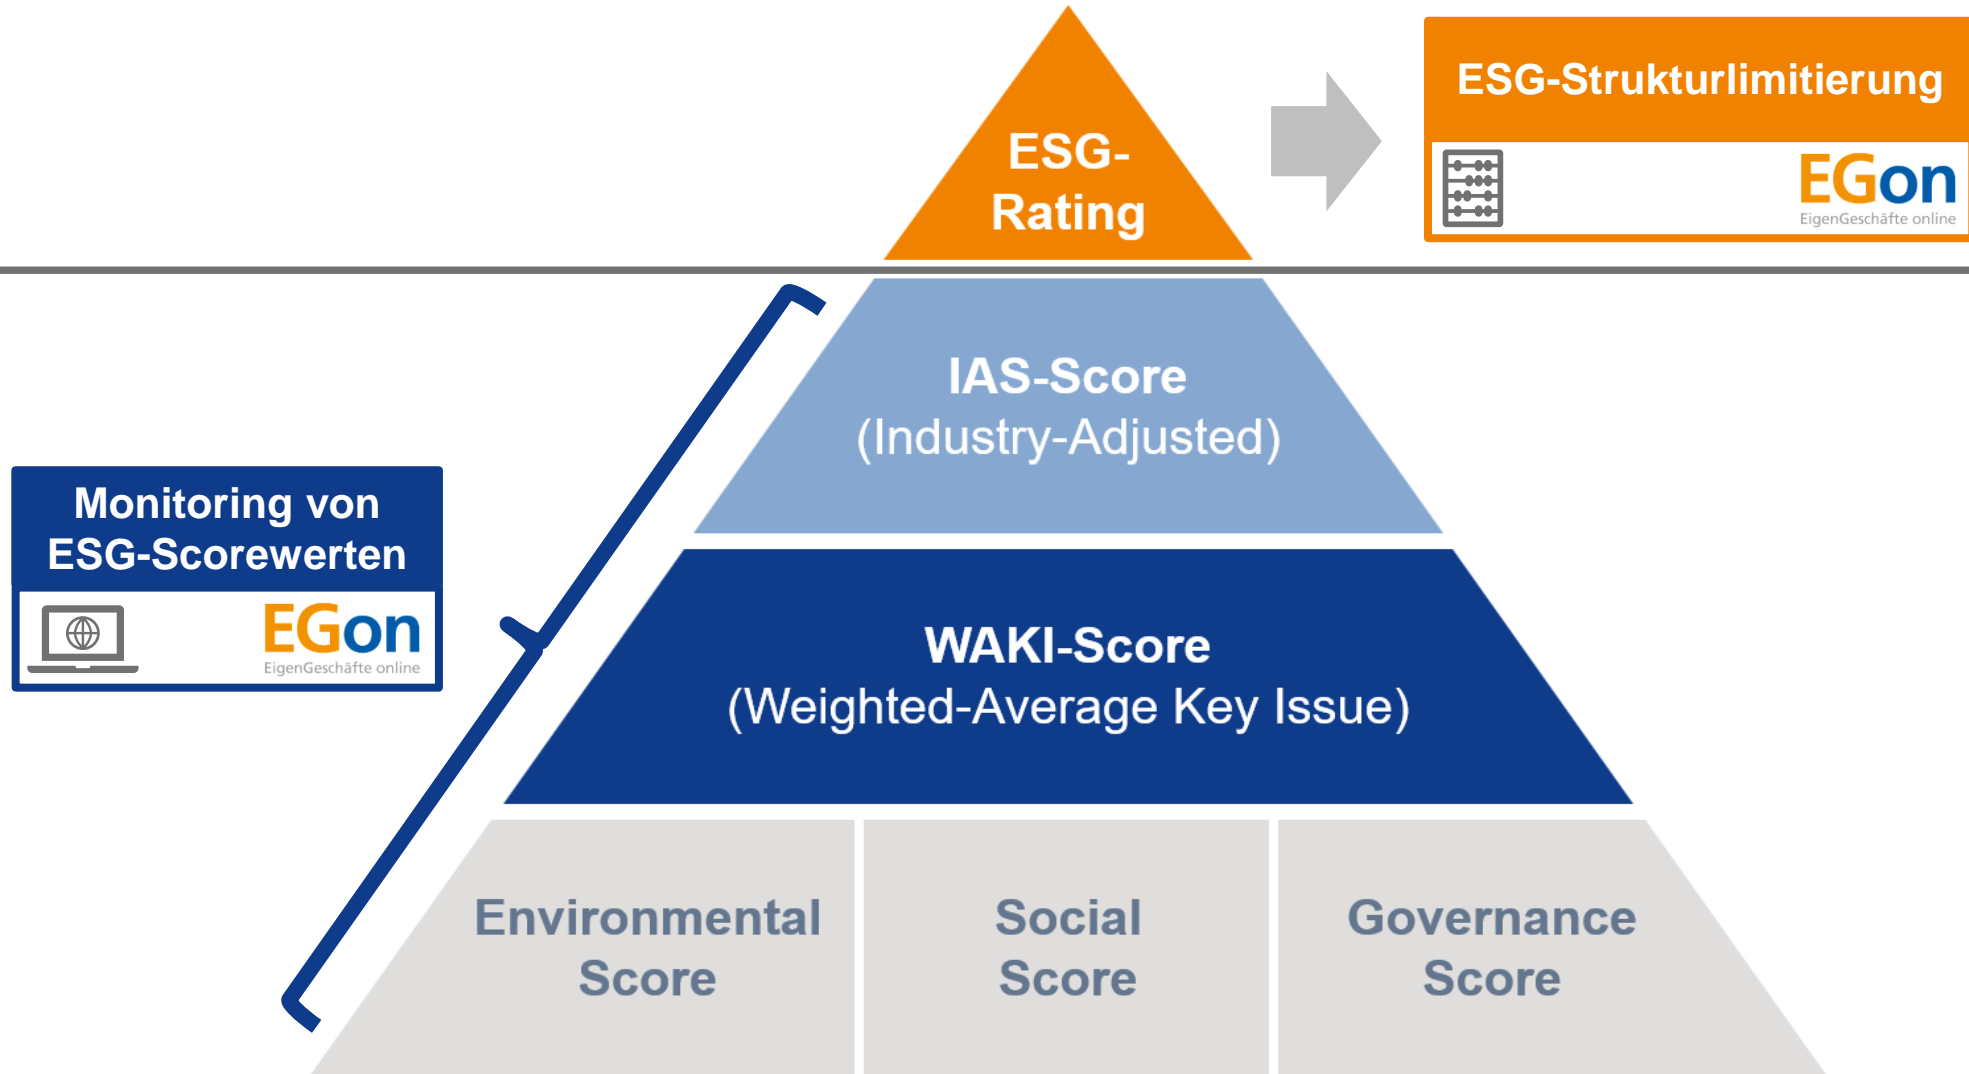 ESG-
Rating
ESG-Strukturlimitierung
EGon
EigenGeschäfte online
IAS-Score
(Industry-Adjusted)
Monitoring von
ESG-Scorewerten
EGon
EigenGeschäfte online
WAKI-Score
(Weighted-Average Key Issue)
Environmental
Score
Social
Score
Governance
Score